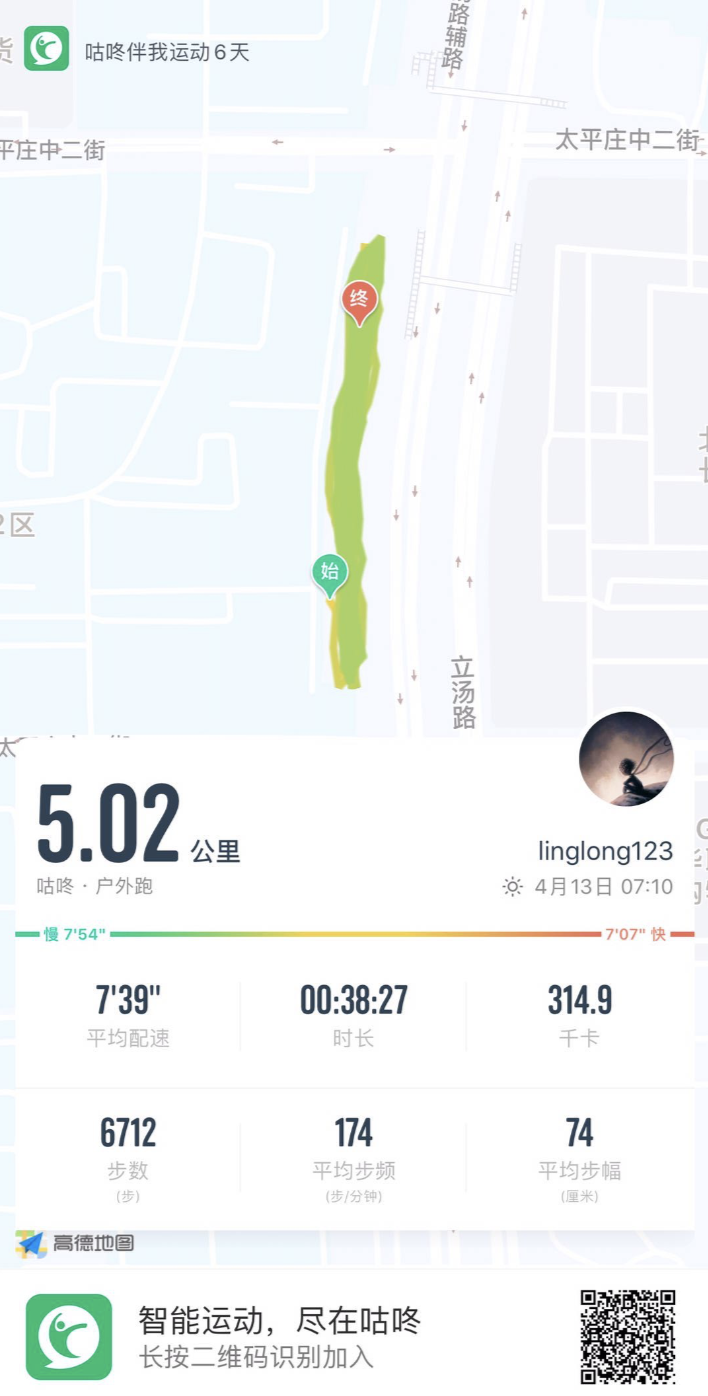 咕咚伴我运动6天
路辅路
平庄中二街
太平庄中二街
终
始
2区
立汤路
5.02公里
咕咚 · 户外跑
linglong123
4月13日 07:10
慢 7'54"
7'07" 快
7'39"
平均配速
00:38:27
时长
314.9
千卡
6712
步数
(步)
174
平均步频
(步/分钟)
74
平均步幅
(厘米)
高德地图
智能运动，尽在咕咚
长按二维码识别加入